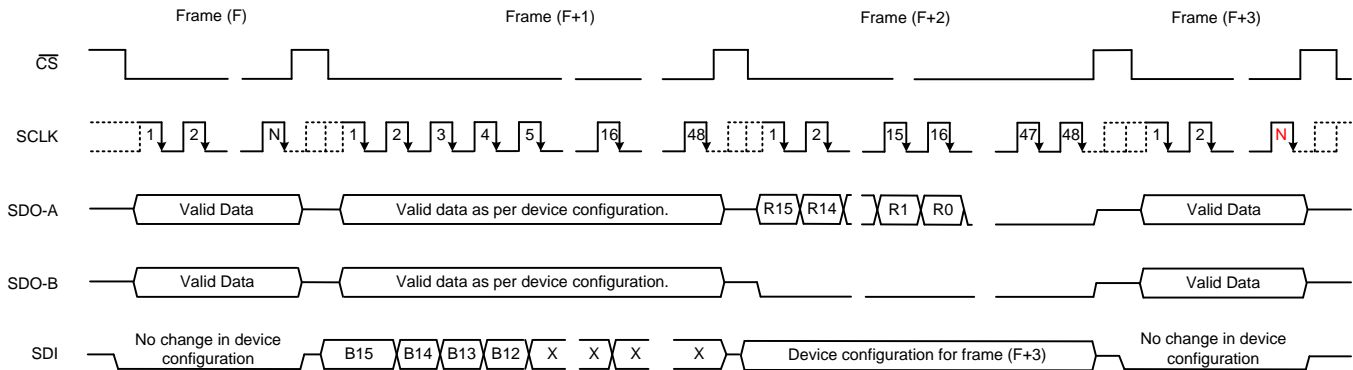 Frame (F) Frame (F+1) Frame (F+2) Frame (F+3)
CS
SCLK 1 2 N 1 2 3 4 5 16 48 1 2 15 16 47 48 1 2 N
SDO-A Valid Data Valid data as per device configuration. R15 R14 R1 R0 Valid Data
SDO-B Valid Data Valid data as per device configuration. Valid Data
SDI No change in device configuration B15 B14 B13 B12 X X X X Device configuration for frame (F+3) No change in device configuration